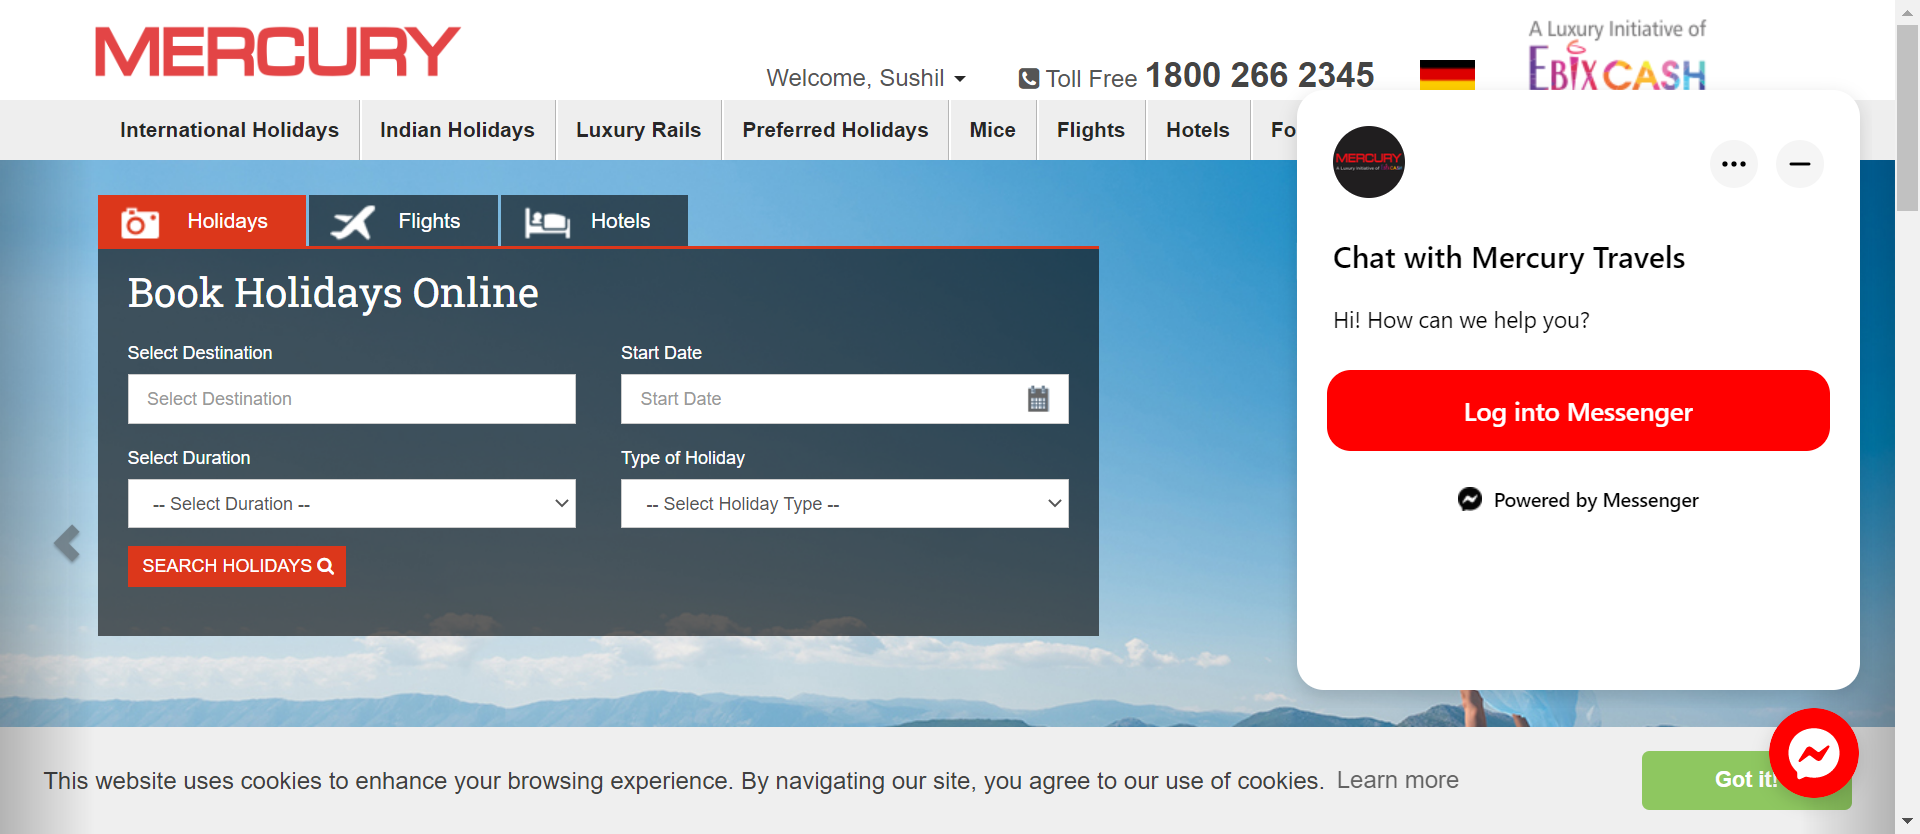 MERCURY
Welcome, Sushil
Toll Free 1800 266 2345
A Luxury Initiative of
EBIXCASH
International Holidays
Indian Holidays
Luxury Rails
Preferred Holidays
Mice
Flights
Hotels
Fo
Holidays
Flights
Hotels
Book Holidays Online
Select Destination
Start Date
Select Destination
Start Date
Select Duration
Type of Holiday
-- Select Duration --
-- Select Holiday Type --
SEARCH HOLIDAYS
MERCURY
A Luxury Initiative of EBIXCASH
Chat with Mercury Travels
Hi! How can we help you?
Log into Messenger
Powered by Messenger
This website uses cookies to enhance your browsing experience. By navigating our site, you agree to our use of cookies. Learn more
Got it!